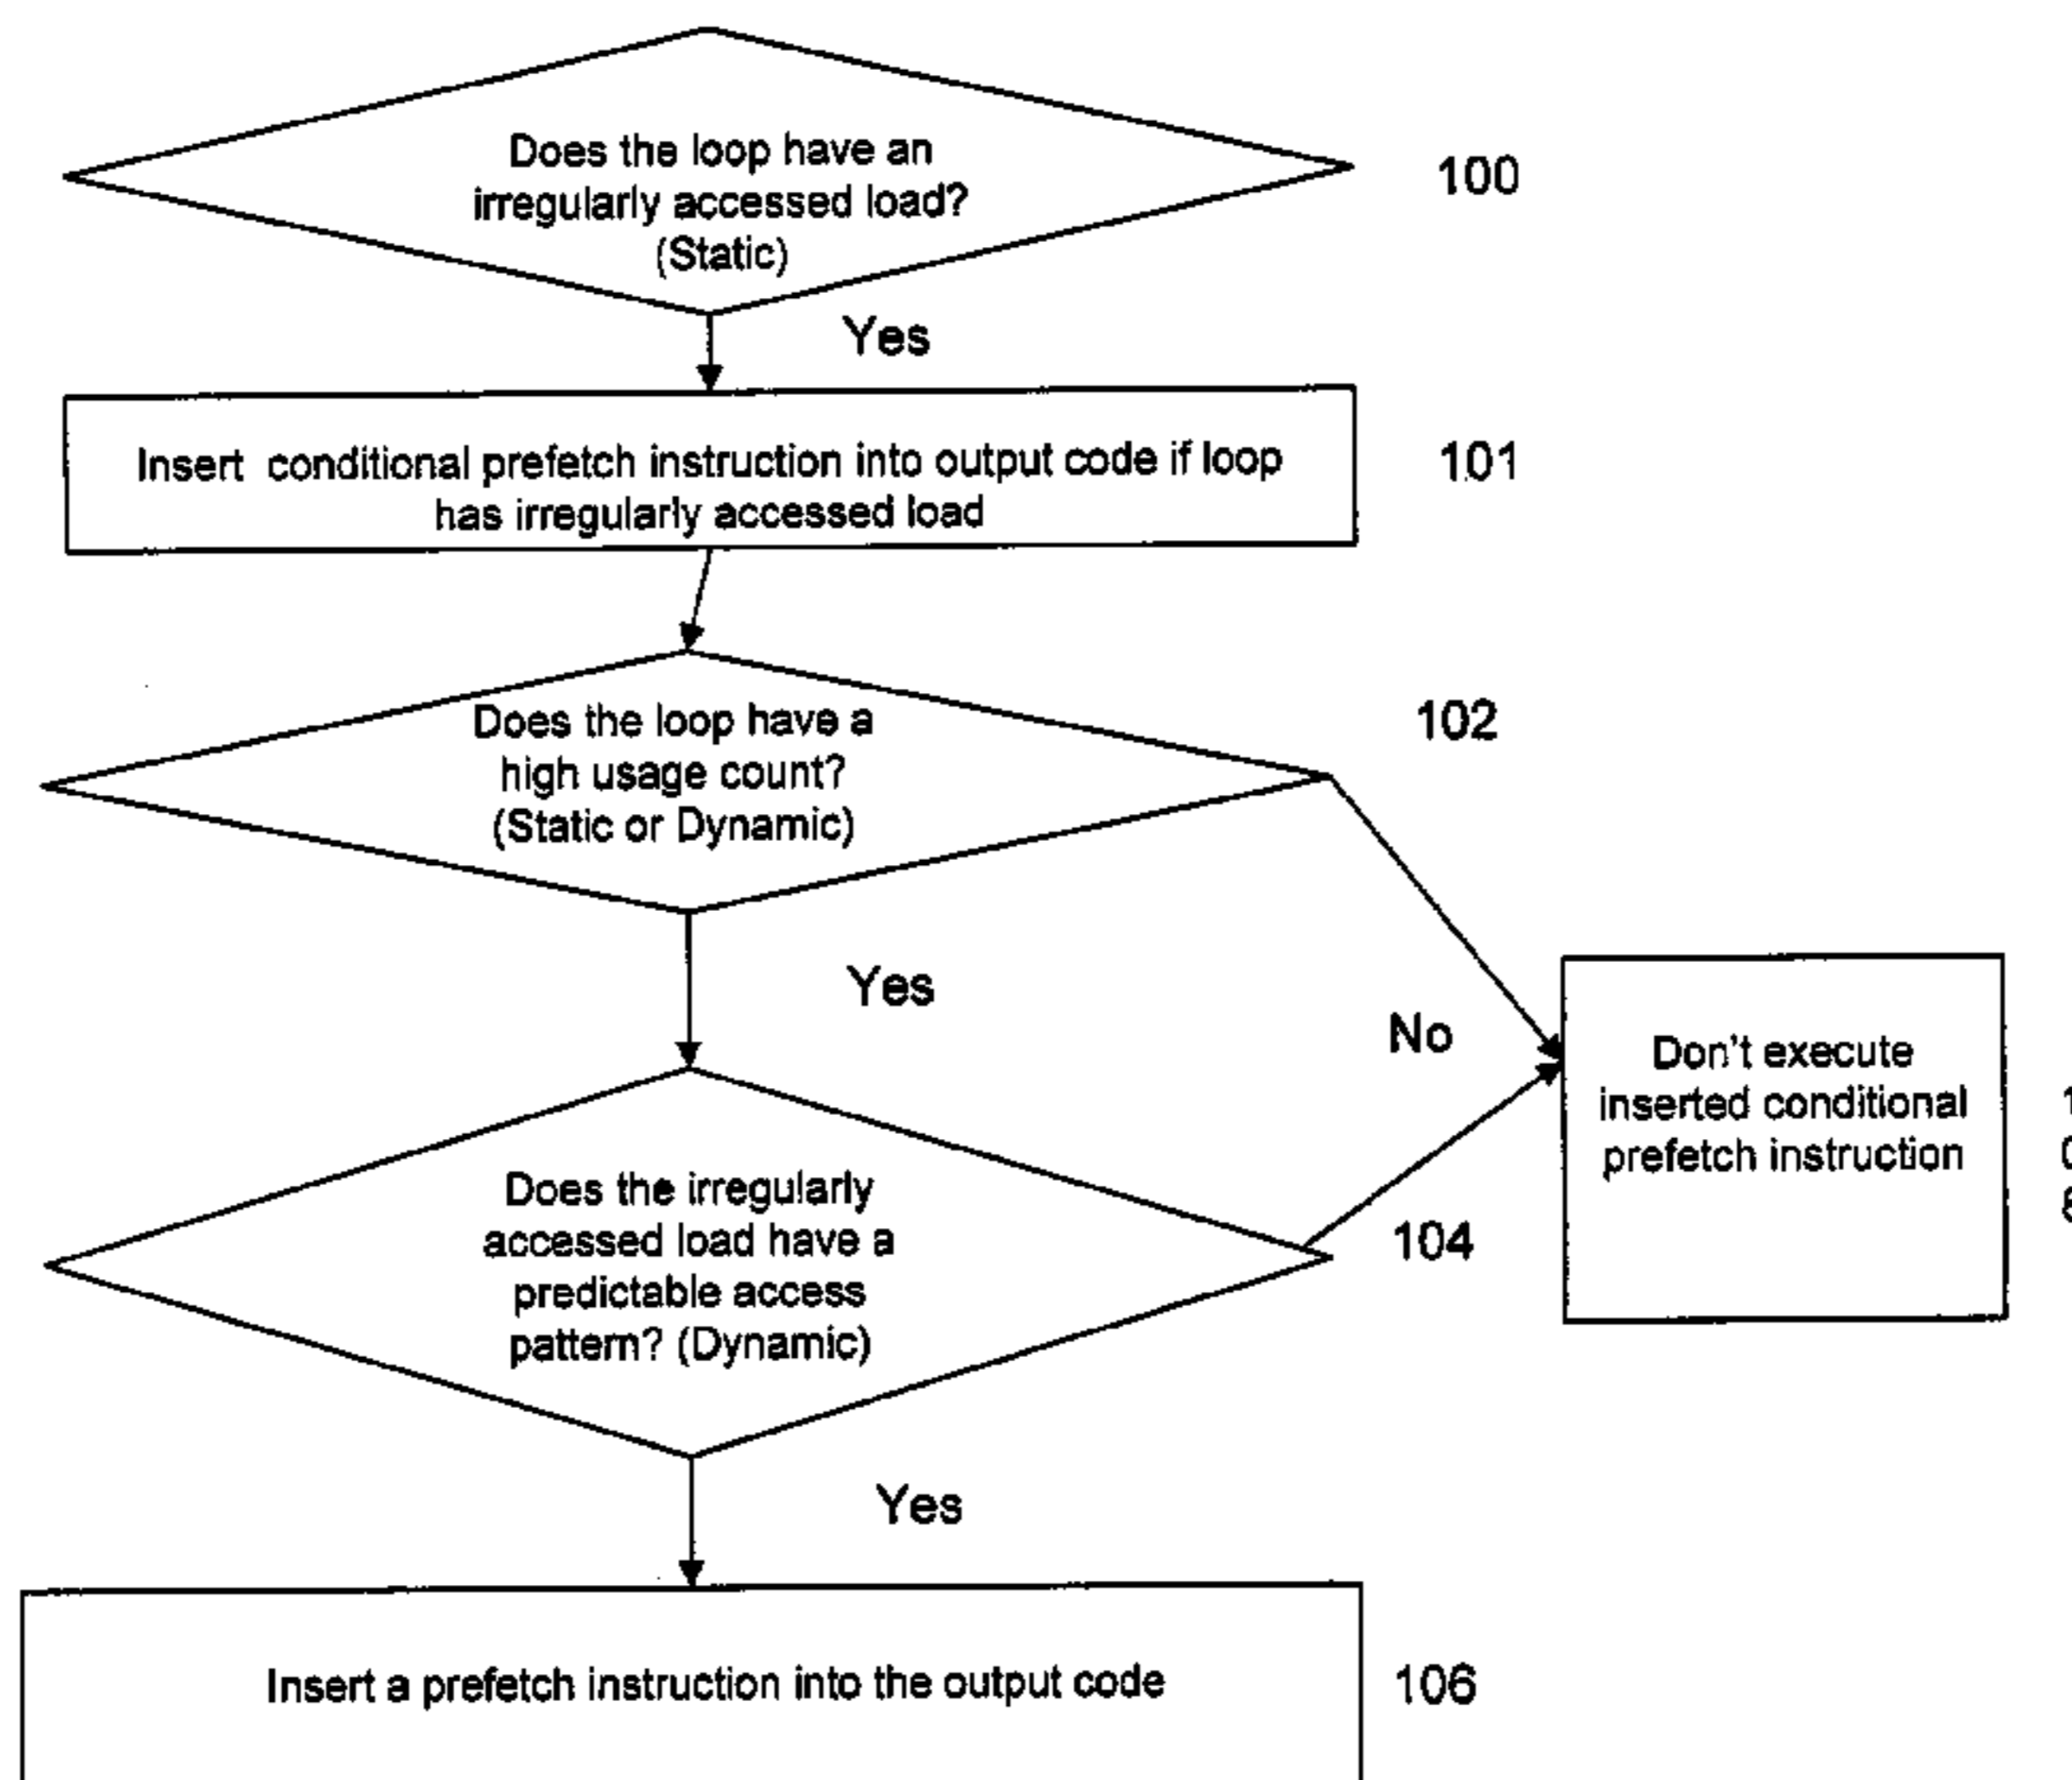 Does the loop have an
irregularly accessed load?
(Static)
100
Yes
Insert conditional prefetch instruction into output code if loop
has irregularly accessed load
101
Does the loop have a
high usage count?
(Static or Dynamic)
102
Yes
No
Don't execute
inserted conditional
prefetch instruction
Does the irregularly
accessed load have a
predictable access
pattern? (Dynamic)
104
Yes
Insert a prefetch instruction into the output code
106